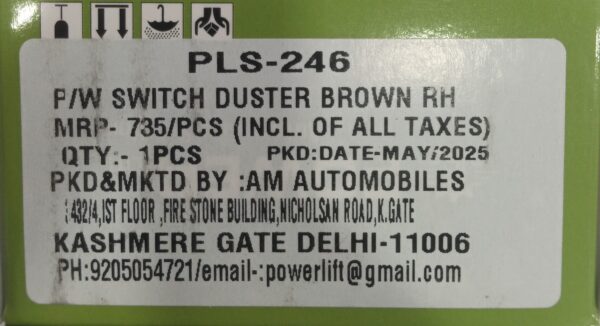 PLS-246
P/W SWITCH DUSTER BROWN RH
MRP- 735/PCS (INCL. OF ALL TAXES)
QTY:- 1PCS PKD:DATE-MAY/2025
PKD&MKTD BY :AM AUTOMOBILES
1432/4,IST FLOOR ,FIRE STONE BUILDING,NICHOLSAN ROAD,K.GATE
KASHMERE GATE DELHI-11006
PH:9205054721/email-:powerlift@gmail.com